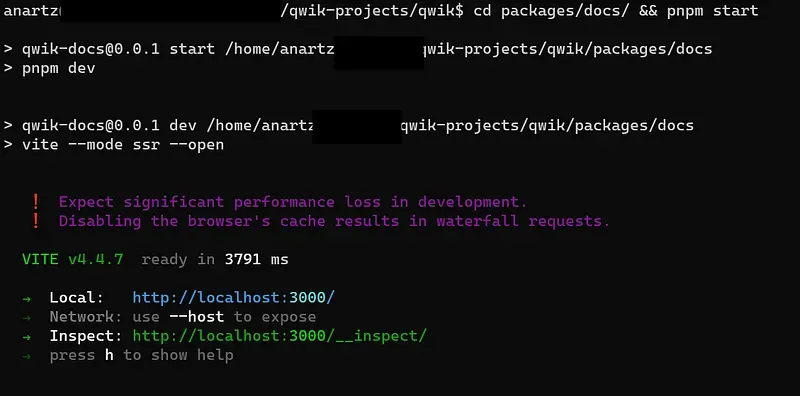 anartz /qwik-projects/qwik$ cd packages/docs/ && pnpm start
> qwik-docs@0.0.1 start /home/anartz qwik-projects/qwik/packages/docs
> pnpm dev
> qwik-docs@0.0.1 dev /home/anartz qwik-projects/qwik/packages/docs
> vite --mode ssr --open
❗ Expect significant performance loss in development.
❗ Disabling the browser's cache results in waterfall requests.
VITE v4.4.7 ready in 3791 ms
➜ Local: http://localhost:3000/
➜ Network: use --host to expose
➜ Inspect: http://localhost:3000/__inspect/
➜ press h to show help